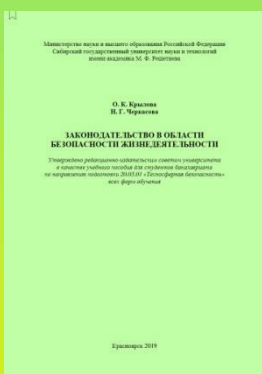 Министерство науки и высшего образования Российской Федерации
Сибирский государственный университет науки и технологий
имени академика М. Ф. Решетнева
О. К. Крылова
Н. Г. Черкасова
ЗАКОНОДАТЕЛЬСТВО В ОБЛАСТИ
БЕЗОПАСНОСТИ ЖИЗНЕДЕЯТЕЛЬНОСТИ
Утверждено редакционно-издательским советом университета
в качестве учебного пособия для студентов бакалавриата
по направлению подготовки 20.03.01 «Техносферная безопасность»
всех форм обучения
Красноярск 2019